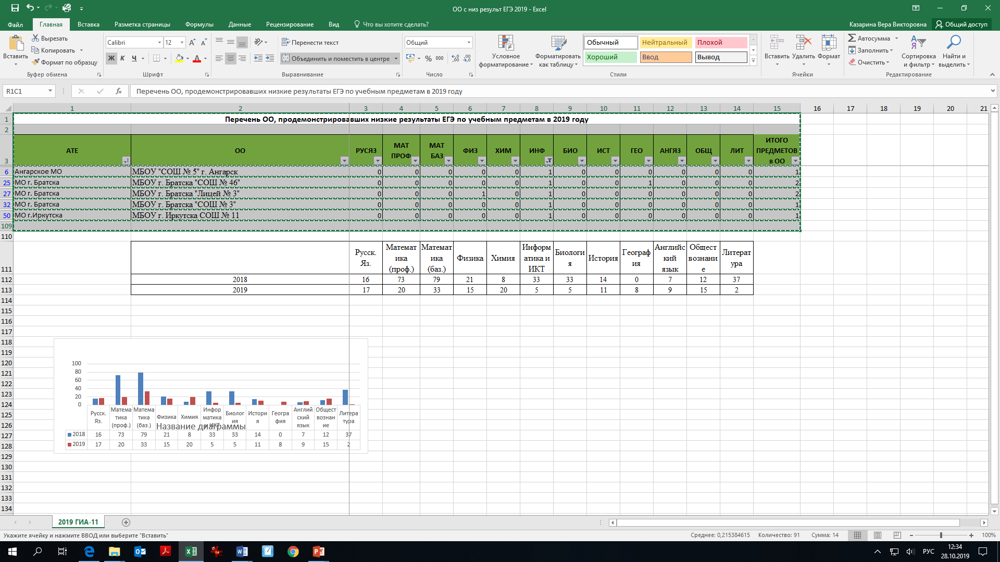 ОО с низ результ ЕГЭ 2019 - Excel
Файл Главная Вставка Разметка страницы Формулы Данные Рецензирование Вид Что вы хотите сделать? Казарина Вера Викторовна Общий доступ
Вставить
Вырезать
Копировать
Формат по образцу
Буфер обмена
Calibri 12
Ж К Ч
Шрифт
Перенести текст
Объединить и поместить в центре
Выравнивание
Общий
% 000
Число
Условное форматирование
Форматировать как таблицу
Обычный Нейтральный Плохой
Хороший Ввод Вывод
Стили
Вставить Удалить Формат
Ячейки
Автосумма
Заполнить
Очистить
Сортировка и фильтр
Найти и выделить
Редактирование
R1C1 fx Перечень ОО, продемонстрировавших низкие результаты ЕГЭ по учебным предметам в 2019 году
1 2 3 4 5 6 7 8 9 10 11 12 13 14 15 16 17 18 19 20 21
1 Перечень ОО, продемонстрировавших низкие результаты ЕГЭ по учебным предметам в 2019 году
2
3 АТЕ ОО РУСЯЗ МАТ ПРОФ МАТ БАЗ ФИЗ ХИМ ИНФ БИО ИСТ ГЕО АНГЯЗ ОБЩ ЛИТ ИТОГО ПРЕДМЕТОВ в ОО
6 Ангарское МО МБОУ "СОШ № 5" г. Ангарск 0 0 0 0 0 1 0 0 0 0 0 0 1
25 МО г. Братска МБОУ г. Братска "СОШ № 46" 0 0 0 0 0 1 0 0 1 0 0 0 2
27 МО г. Братска МБОУ г. Братска "Лицей № 3" 0 0 0 1 0 1 0 0 0 0 0 0 2
32 МО г. Братска МБОУ г. Братска "СОШ № 3" 0 0 0 0 0 1 0 0 0 0 0 0 1
50 МО г.Иркутска МБОУ г. Иркутска СОШ № 11 0 0 0 0 0 1 0 0 0 0 0 0 1
109
110
111 Русск. Яз. Математика (проф.) Математика (баз.) Физика Химия Информатика и ИКТ Биология История География Английский язык Обществознание Литература
112 2018 16 73 79 21 8 33 33 14 0 7 12 37
113 2019 17 20 33 15 20 5 5 11 8 9 15 2
114
115
116
117
118
119
120
121
122
123
124
125
126
127
128
129
130
131
132
133
134
100
80
60
40
20
0
Русск. Яз. Математика (проф.) Математика (баз.) Физика Химия Информатика и ИКТ Биология История География Английский язык Обществознание Литература
Название диаграммы
2018 16 73 79 21 8 33 33 14 0 7 12 37
2019 17 20 33 15 20 5 5 11 8 9 15 2
2019 ГИА-11
Укажите ячейку и нажмите ВВОД или выберите "Вставить" Среднее: 0,215384615 Количество: 91 Сумма: 14 100%
РУС 12:34
28.10.2019